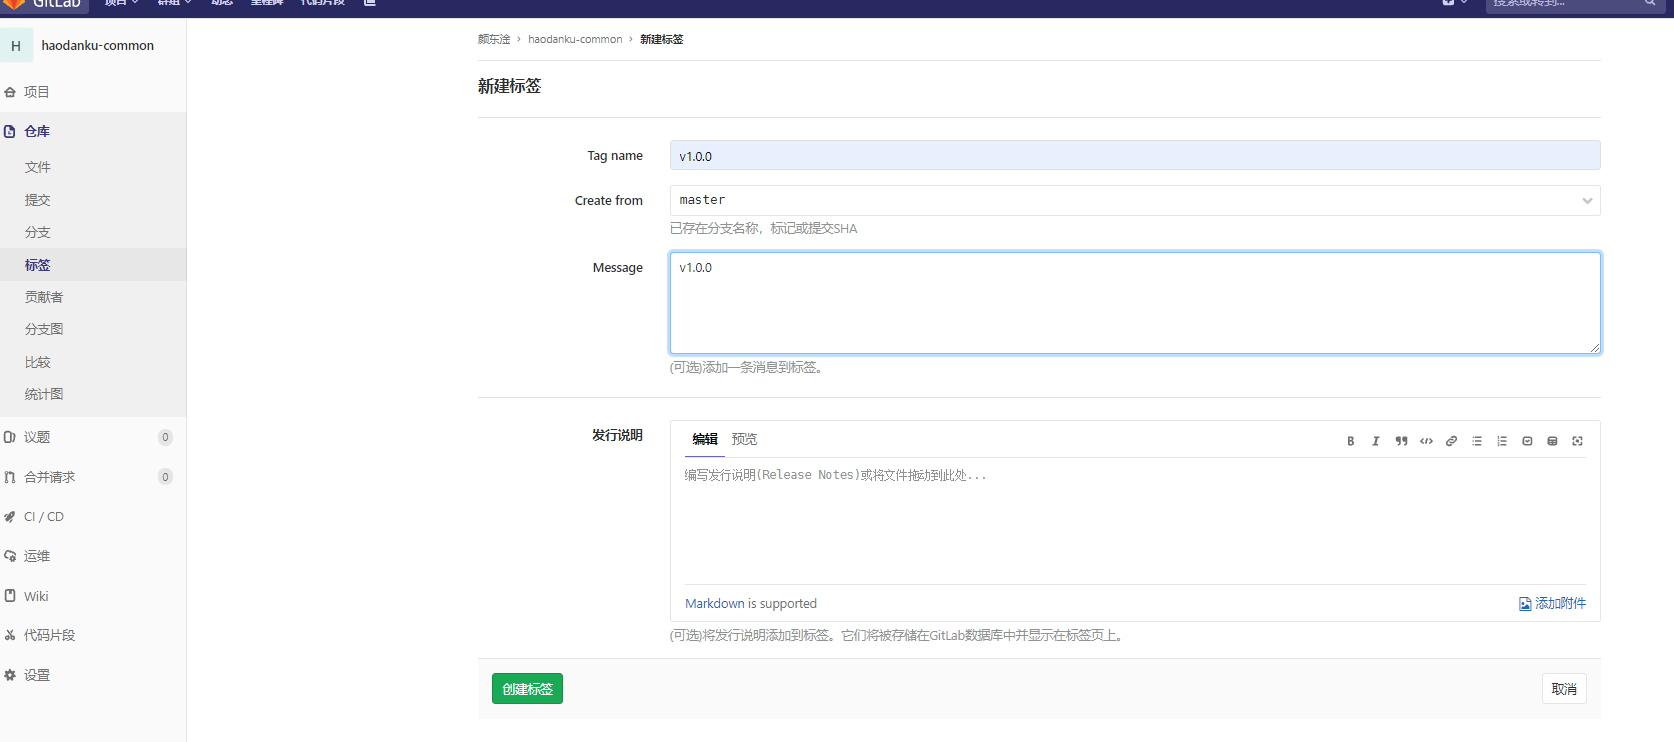 GitLab 项目 群组 动态 里程碑 代码片段
搜索或转到...
H haodanku-common
项目
仓库
文件
提交
分支
标签
贡献者
分支图
比较
统计图
议题 0
合并请求 0
CI / CD
运维
Wiki
代码片段
设置
颜东淦 › haodanku-common › 新建标签
新建标签
Tag name v1.0.0
Create from master
已存在分支名称，标记或提交SHA
Message v1.0.0
(可选)添加一条消息到标签。
发行说明 编辑 预览
编写发行说明(Release Notes)或将文件拖动到此处...
Markdown is supported 添加附件
(可选)将发行说明添加到标签。它们将被存储在GitLab数据库中并显示在标签页上。
创建标签 取消